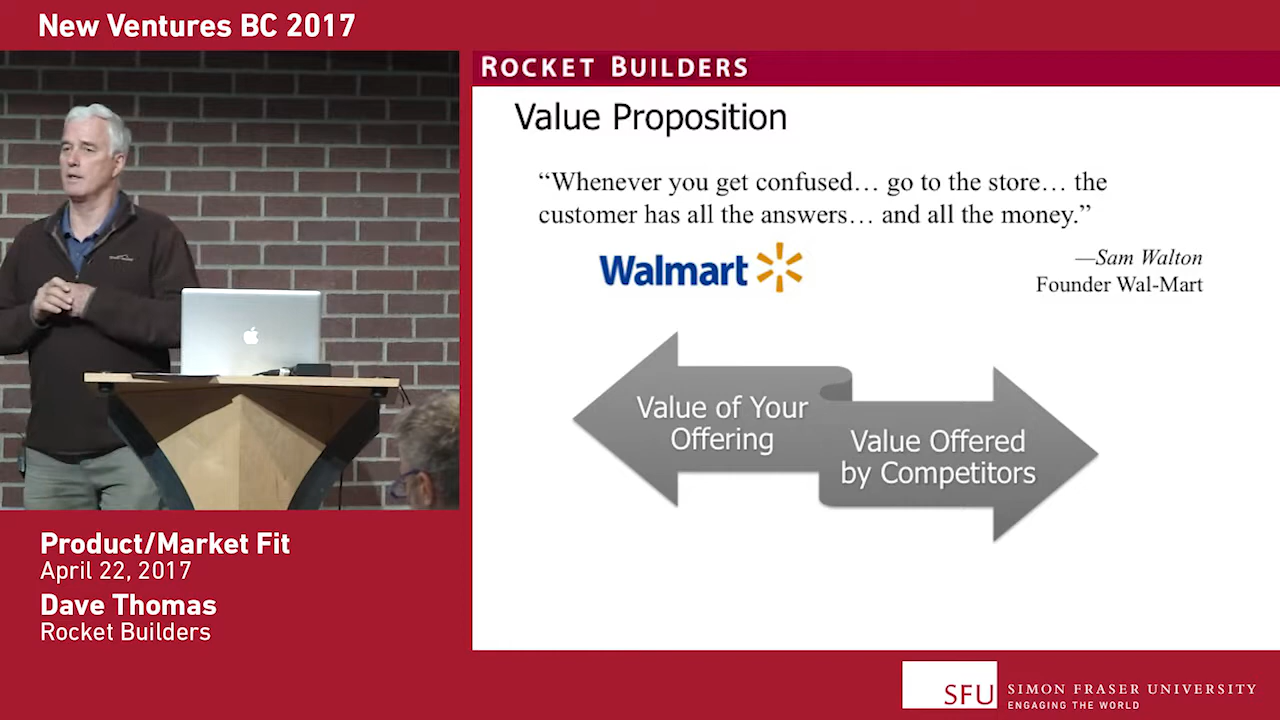 New Ventures BC 2017
ROCKET BUILDERS
Value Proposition
“Whenever you get confused… go to the store… the
customer has all the answers… and all the money.”
Walmart
—Sam Walton
Founder Wal-Mart
Value of Your
Offering
Value Offered
by Competitors
Product/Market Fit
April 22, 2017
Dave Thomas
Rocket Builders
SFU
SIMON FRASER UNIVERSITY
ENGAGING THE WORLD